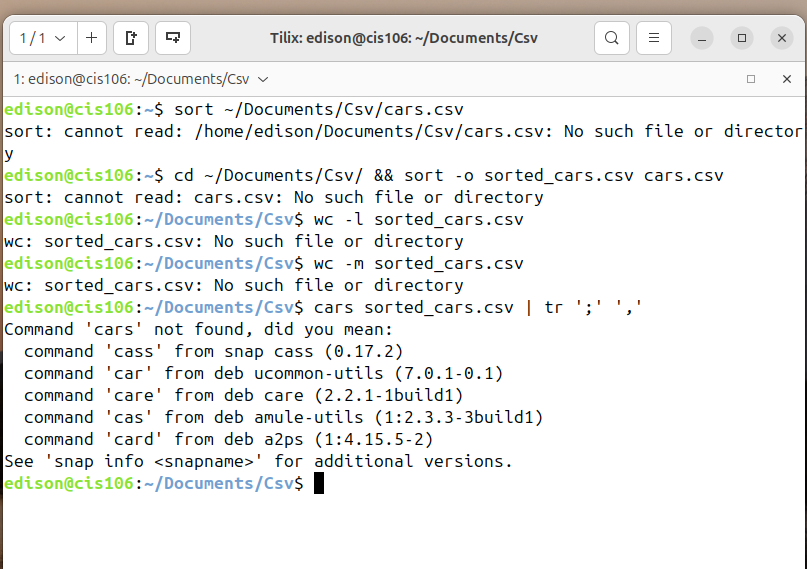 1 / 1
Tilix: edison@cis106: ~/Documents/Csv
1: edison@cis106: ~/Documents/Csv
edison@cis106:~$ sort ~/Documents/Csv/cars.csv
sort: cannot read: /home/edison/Documents/Csv/cars.csv: No such file or director
y
edison@cis106:~$ cd ~/Documents/Csv/ && sort -o sorted_cars.csv cars.csv
sort: cannot read: cars.csv: No such file or directory
edison@cis106:~/Documents/Csv$ wc -l sorted_cars.csv
wc: sorted_cars.csv: No such file or directory
edison@cis106:~/Documents/Csv$ wc -m sorted_cars.csv
wc: sorted_cars.csv: No such file or directory
edison@cis106:~/Documents/Csv$ cars sorted_cars.csv | tr ';' ','
Command 'cars' not found, did you mean:
  command 'cass' from snap cass (0.17.2)
  command 'car' from deb ucommon-utils (7.0.1-0.1)
  command 'care' from deb care (2.2.1-1build1)
  command 'cas' from deb amule-utils (1:2.3.3-3build1)
  command 'card' from deb a2ps (1:4.15.5-2)
See 'snap info <snapname>' for additional versions.
edison@cis106:~/Documents/Csv$